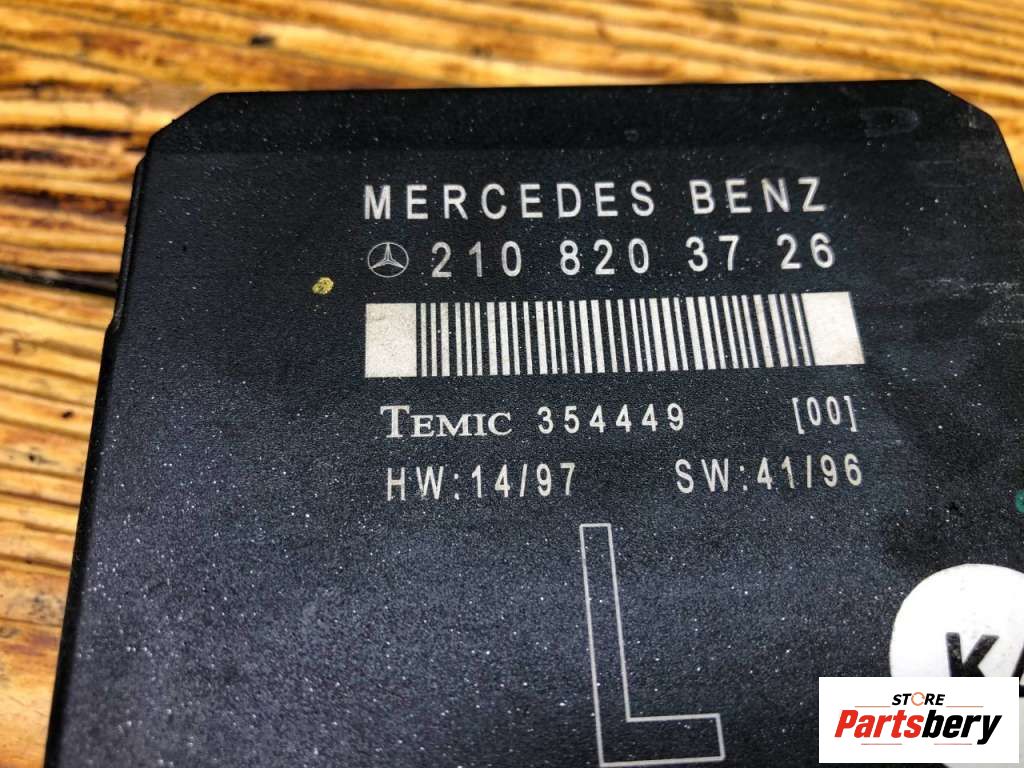 MERCEDES BENZ
210 820 37 26
TEMIC 354449 [00]
HW:14/97 SW:41/96
L
STORE
Partsbery